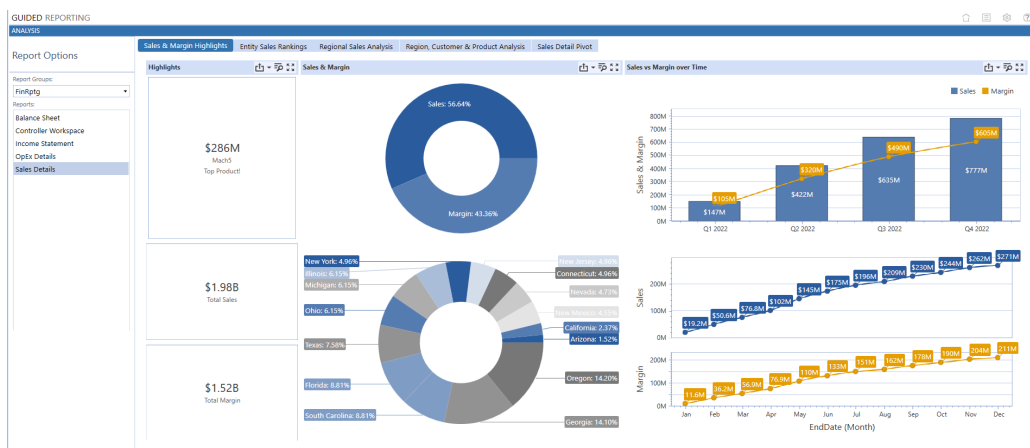 GUIDED REPORTING
ANALYSIS
Report Options
Report Groups:
FinRptg
Reports:
Balance Sheet
Controller Workspace
Income Statement
OpEx Details
Sales Details
Sales & Margin Highlights
Entity Sales Rankings
Regional Sales Analysis
Region, Customer & Product Analysis
Sales Detail Pivot
Highlights
$286M
Mach5
Top Product!
$1.98B
Total Sales
$1.52B
Total Margin
Sales & Margin
Sales: 56.64%
Margin: 43.36%
New York: 4.96%
Illinois: 6.15%
Michigan: 6.15%
Ohio: 6.15%
Texas: 7.58%
Florida: 8.81%
South Carolina: 8.81%
New Jersey: 4.96%
Connecticut: 4.96%
Nevada: 4.73%
New Mexico: 4.55%
California: 2.37%
Arizona: 1.52%
Oregon: 14.20%
Georgia: 14.10%
Sales vs Margin over Time
Sales
Margin
Sales & Margin
800M
700M
600M
500M
400M
300M
200M
100M
0M
$105M
$320M
$490M
$605M
$147M
$422M
$635M
$777M
Q1 2022
Q2 2022
Q3 2022
Q4 2022
Sales
200M
100M
0M
$19.2M
$50.6M
$76.8M
$102M
$145M
$175M
$196M
$209M
$230M
$244M
$262M
$271M
Margin
200M
100M
0M
11.6M
36.2M
56.9M
76.9M
110M
133M
151M
162M
178M
190M
204M
211M
Jan
Feb
Mar
Apr
May
Jun
Jul
Aug
Sep
Oct
Nov
Dec
EndDate (Month)